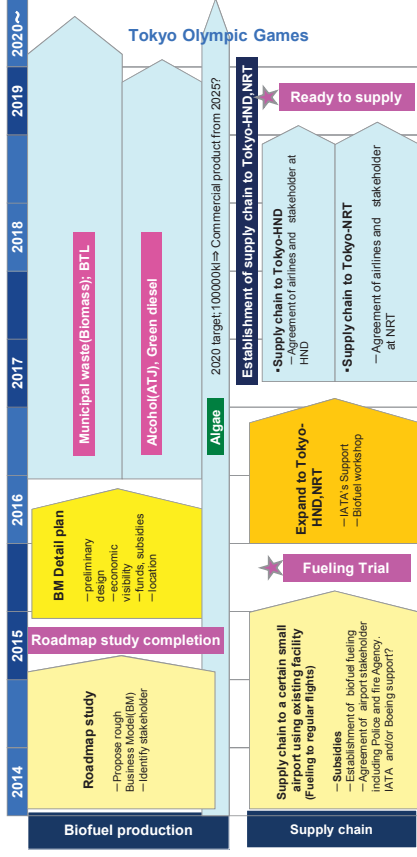 2014
2015
2016
2017
2018
2019
2020～
Tokyo Olympic Games
Biofuel production
Roadmap study
―Propose rough
Business Model(BM)
―Identify stakeholder
Roadmap study completion
BM Detail plan
―preliminary
design
―economic
visibility
―funds, subsidies
―location
Municipal waste(Biomass); BTL
Alcohol(ATJ), Green diesel
Algae
2020 target;100000kl⇒ Commercial product from 2025?
Supply chain
Supply chain to a certain small
airport using existing facility
(Fueling to regular flights)
―Subsidies
―Establishment of biofuel fueling
―Agreement of airport stakeholder
including Police and fire Agency.
IATA and/or Boeing support?
Fueling Trial
Expand to Tokyo-
HND,NRT
―IATA's Support
―Biofuel workshop
Establishment of supply chain to Tokyo-HND,NRT
▪Supply chain to Tokyo-HND
―Agreement of airlines and stakeholder at
HND
▪Supply chain to Tokyo-NRT
―Agreement of airlines and stakeholder
at NRT
Ready to supply